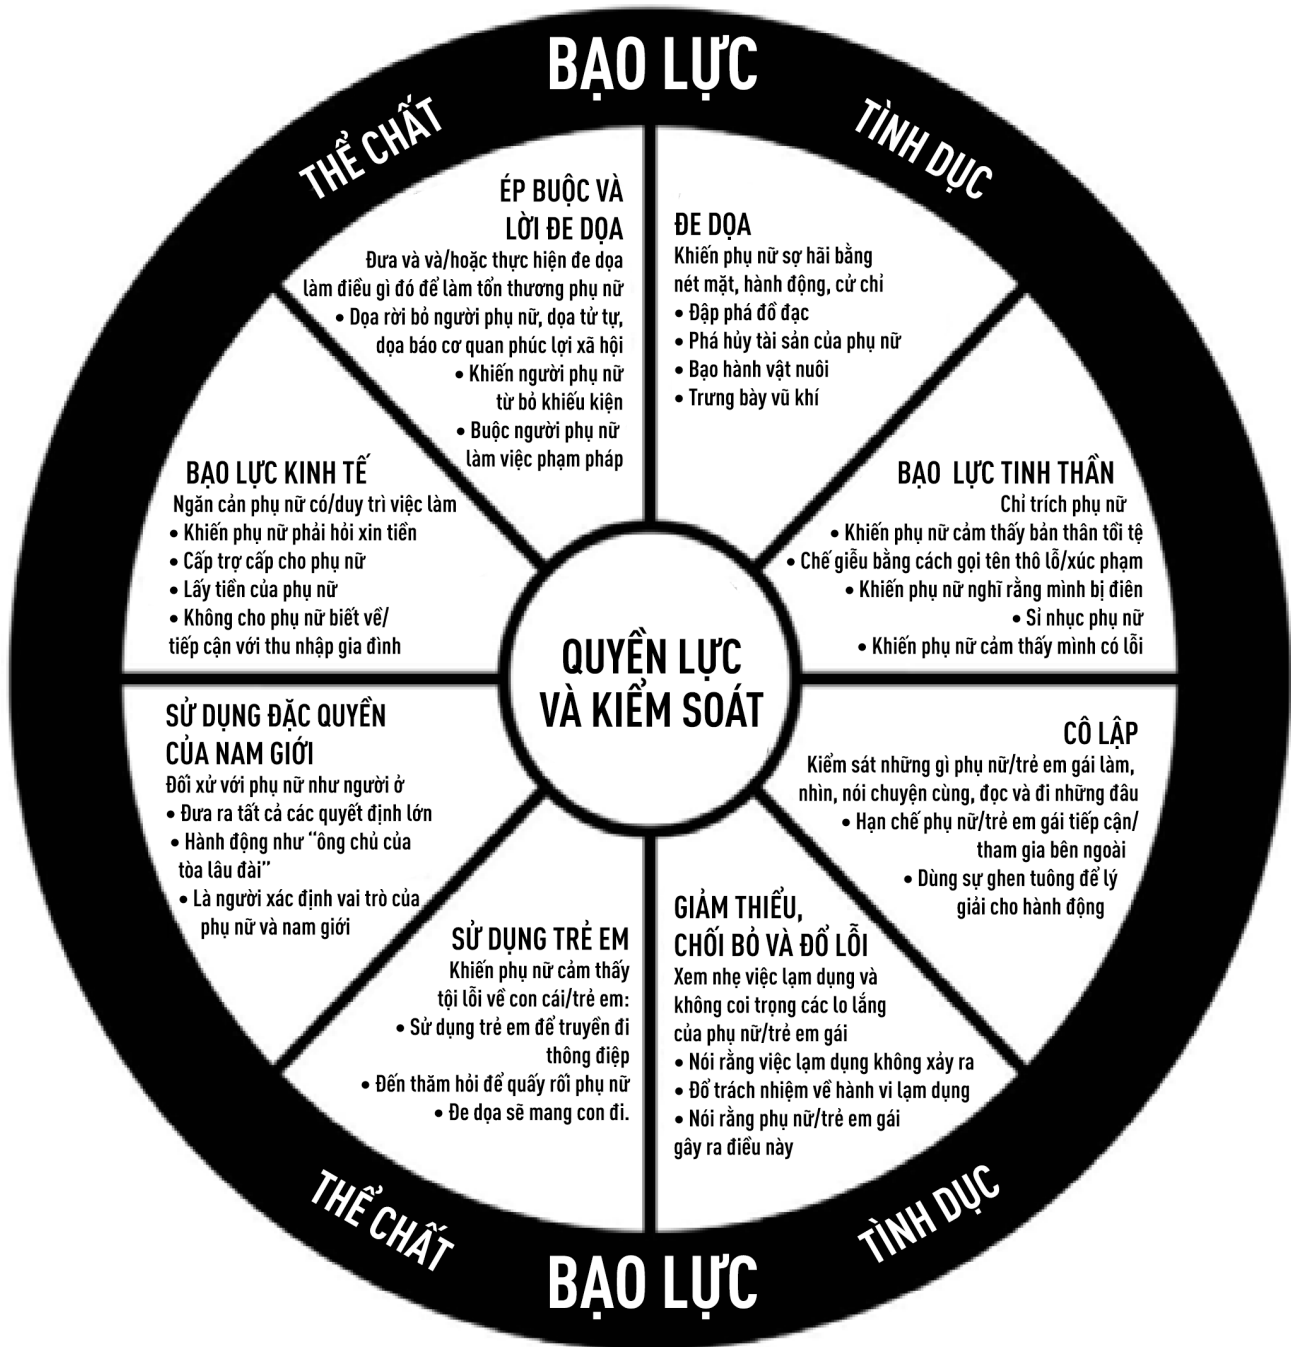 BẠO LỰC
THỂ CHẤT
TÌNH DỤC
ÉP BUỘC VÀ
LỜI ĐE DỌA
Đưa và và/hoặc thực hiện đe dọa
làm điều gì đó để làm tổn thương phụ nữ
• Dọa rời bỏ người phụ nữ, dọa tử tự,
dọa báo cơ quan phúc lợi xã hội
• Khiến người phụ nữ
từ bỏ khiếu kiện
• Buộc người phụ nữ
làm việc phạm pháp
ĐE DỌA
Khiến phụ nữ sợ hãi bằng
nét mặt, hành động, cử chỉ
• Đập phá đồ đạc
• Phá hủy tài sản của phụ nữ
• Bạo hành vật nuôi
• Trưng bày vũ khí
BẠO LỰC TINH THẦN
Chỉ trích phụ nữ
• Khiến phụ nữ cảm thấy bản thân tồi tệ
• Chế giễu bằng cách gọi tên thô lỗ/xúc phạm
• Khiến phụ nữ nghĩ rằng mình bị điên
• Sỉ nhục phụ nữ
• Khiến phụ nữ cảm thấy mình có lỗi
CÔ LẬP
Kiểm sát những gì phụ nữ/trẻ em gái làm,
nhìn, nói chuyện cùng, đọc và đi những đâu
• Hạn chế phụ nữ/trẻ em gái tiếp cận/
tham gia bên ngoài
• Dùng sự ghen tuông để lý
giải cho hành động
GIẢM THIỂU,
CHỐI BỎ VÀ ĐỔ LỖI
Xem nhẹ việc lạm dụng và
không coi trọng các lo lắng
của phụ nữ/trẻ em gái
• Nói rằng việc lạm dụng không xảy ra
• Đổ trách nhiệm về hành vi lạm dụng
• Nói rằng phụ nữ/trẻ em gái
gây ra điều này
SỬ DỤNG TRẺ EM
Khiến phụ nữ cảm thấy
tội lỗi về con cái/trẻ em:
• Sử dụng trẻ em để truyền đi
thông điệp
• Đến thăm hỏi để quấy rối phụ nữ
• Đe dọa sẽ mang con đi.
SỬ DỤNG ĐẶC QUYỀN
CỦA NAM GIỚI
Đối xử với phụ nữ như người ở
• Đưa ra tất cả các quyết định lớn
• Hành động như “ông chủ của
tòa lâu đài”
• Là người xác định vai trò của
phụ nữ và nam giới
BẠO LỰC KINH TẾ
Ngăn cản phụ nữ có/duy trì việc làm
• Khiến phụ nữ phải hỏi xin tiền
• Cấp trợ cấp cho phụ nữ
• Lấy tiền của phụ nữ
• Không cho phụ nữ biết về/
tiếp cận với thu nhập gia đình
QUYỀN LỰC
VÀ KIỂM SOÁT
THỂ CHẤT
TÌNH DỤC
BẠO LỰC